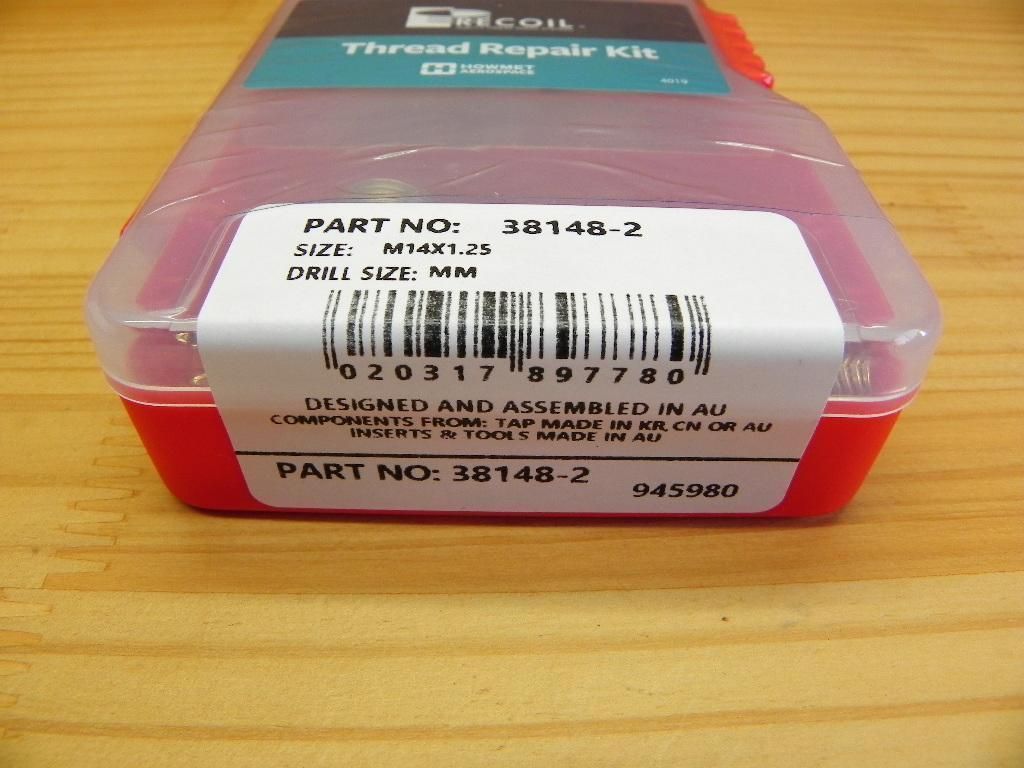 RECOIL
Thread Repair Kit
HOWMET
AEROSPACE
4019
PART NO: 38148-2
SIZE: M14X1.25
DRILL SIZE: MM
020317 897780
DESIGNED AND ASSEMBLED IN AU
COMPONENTS FROM: TAP MADE IN KR, CN OR AU
INSERTS & TOOLS MADE IN AU
PART NO: 38148-2
945980